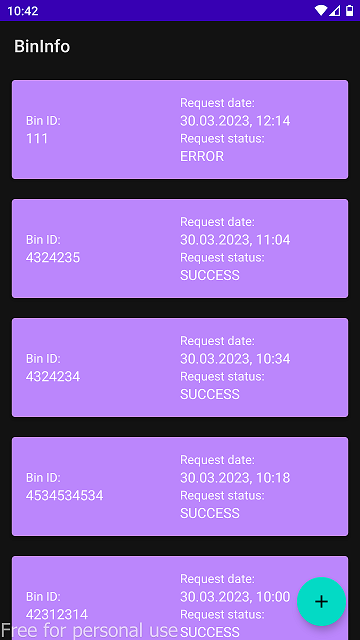 10:42
BinInfo
Bin ID:
111
Request date:
30.03.2023, 12:14
Request status:
ERROR
Bin ID:
4324235
Request date:
30.03.2023, 11:04
Request status:
SUCCESS
Bin ID:
4324234
Request date:
30.03.2023, 10:34
Request status:
SUCCESS
Bin ID:
4534534534
Request date:
30.03.2023, 10:18
Request status:
SUCCESS
Bin ID:
42312314
Request date:
30.03.2023, 10:00
Request status:
SUCCESS
+
Free for personal use